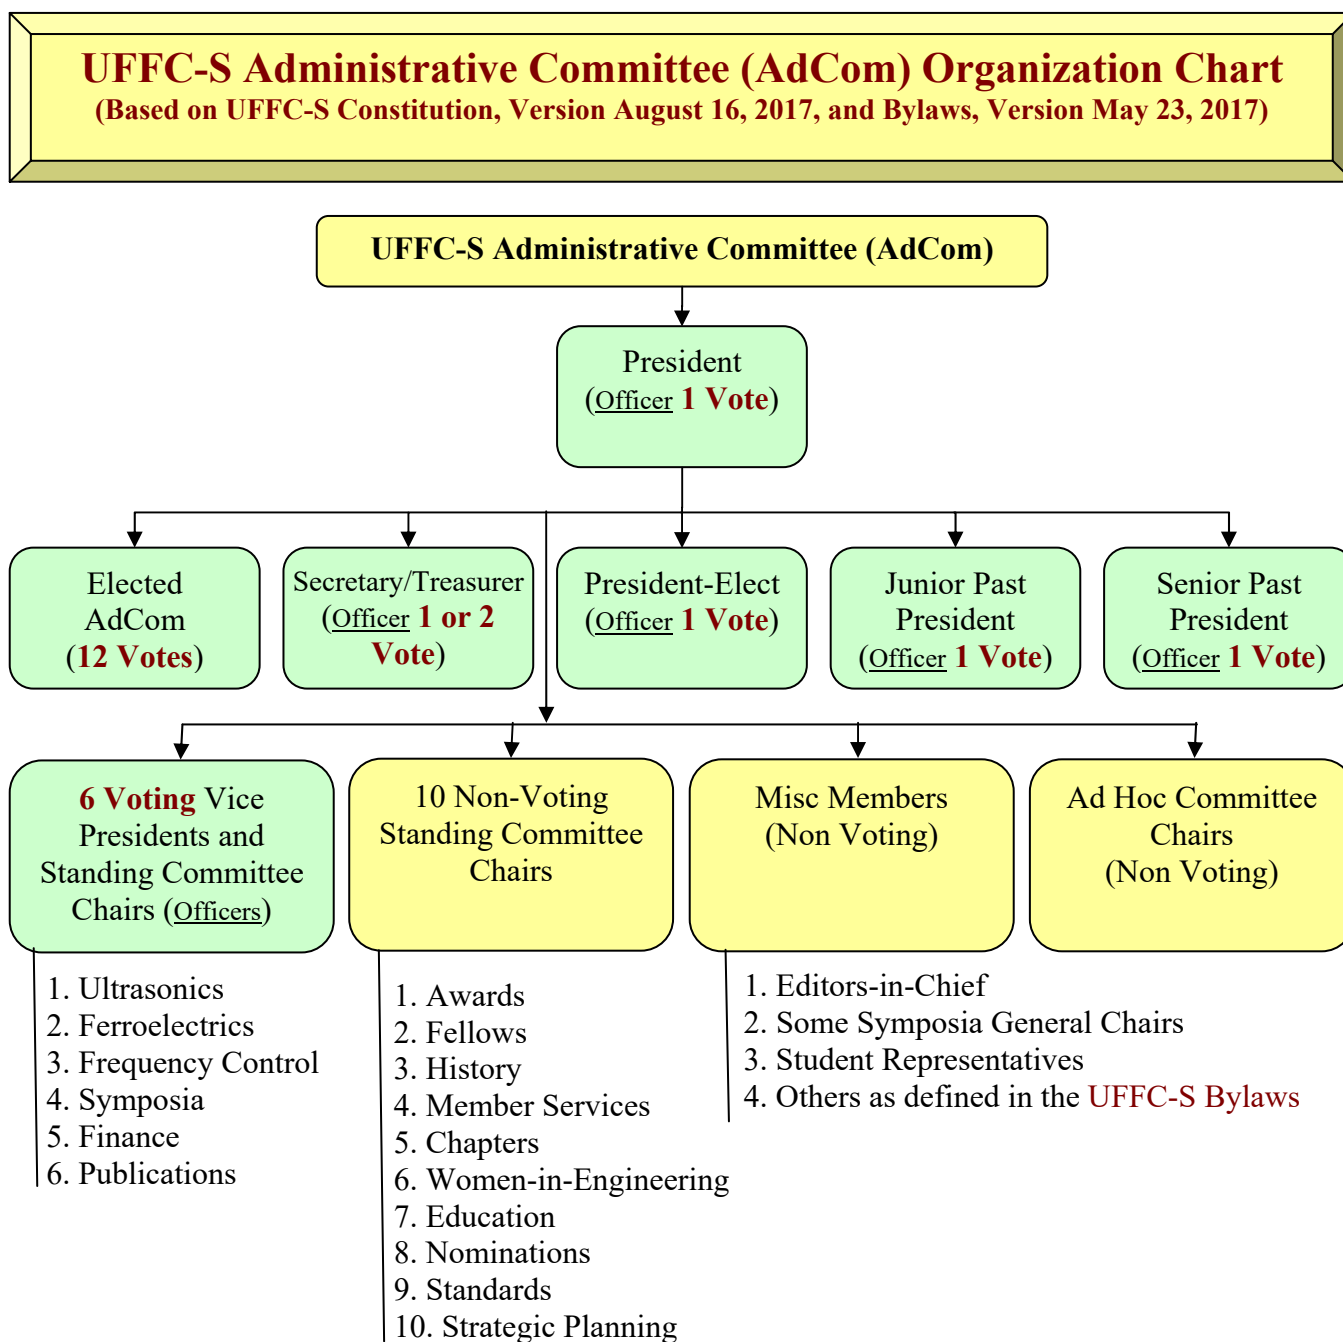 UFFC-S Administrative Committee (AdCom) Organization Chart
(Based on UFFC-S Constitution, Version August 16, 2017, and Bylaws, Version May 23, 2017)
UFFC-S Administrative Committee (AdCom)
President
(Officer 1 Vote)
Elected
AdCom
(12 Votes)
Secretary/Treasurer
(Officer 1 or 2
Vote)
President-Elect
(Officer 1 Vote)
Junior Past
President
(Officer 1 Vote)
Senior Past
President
(Officer 1 Vote)
6 Voting Vice
Presidents and
Standing Committee
Chairs (Officers)
10 Non-Voting
Standing Committee
Chairs
Misc Members
(Non Voting)
Ad Hoc Committee
Chairs
(Non Voting)
1. Ultrasonics
2. Ferroelectrics
3. Frequency Control
4. Symposia
5. Finance
6. Publications
1. Awards
2. Fellows
3. History
4. Member Services
5. Chapters
6. Women-in-Engineering
7. Education
8. Nominations
9. Standards
10. Strategic Planning
1. Editors-in-Chief
2. Some Symposia General Chairs
3. Student Representatives
4. Others as defined in the UFFC-S Bylaws